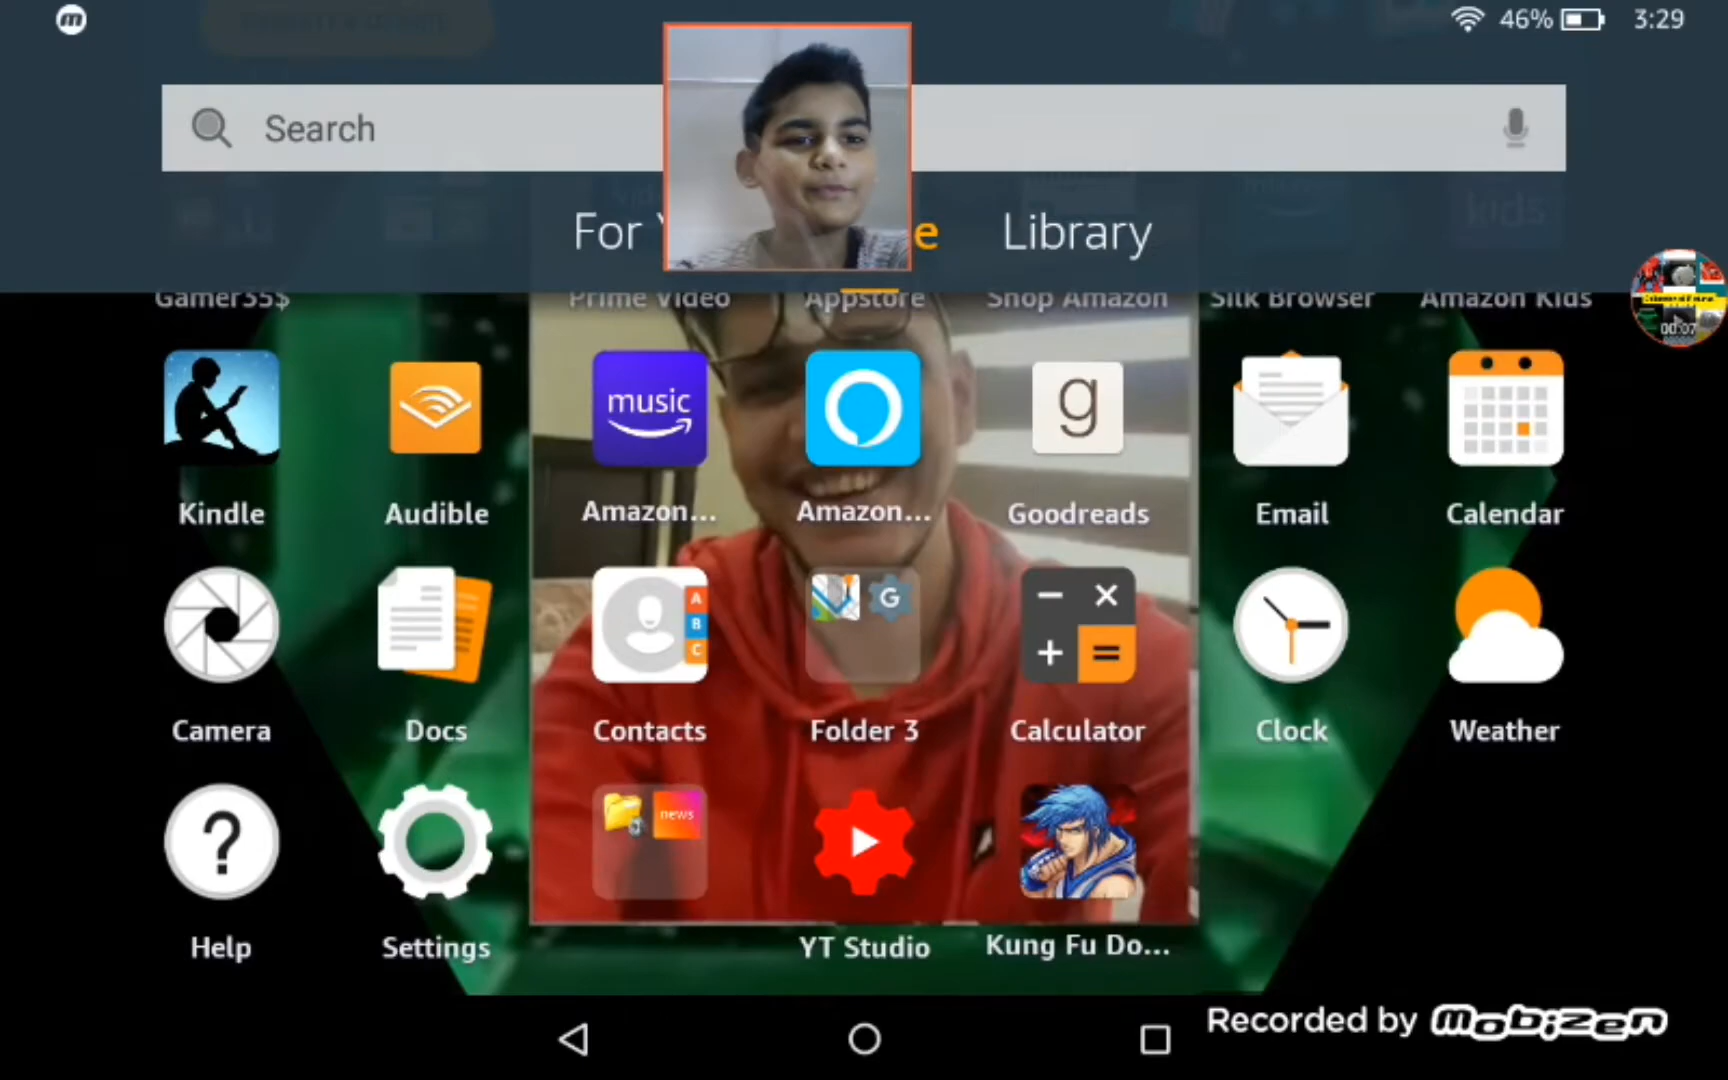 m
46%
3:29
Search
For
e
Library
Gamer35$
Prime Video
Appstore
Shop Amazon
Silk Browser
Amazon Kids
00:07
music
g
Kindle
Audible
Amazon...
Amazon...
Goodreads
Email
Calendar
A
B
C
G
− ×
+ =
Camera
Docs
Contacts
Folder 3
Calculator
Clock
Weather
?
news
Help
Settings
YT Studio
Kung Fu Do...
Recorded by Mobizen